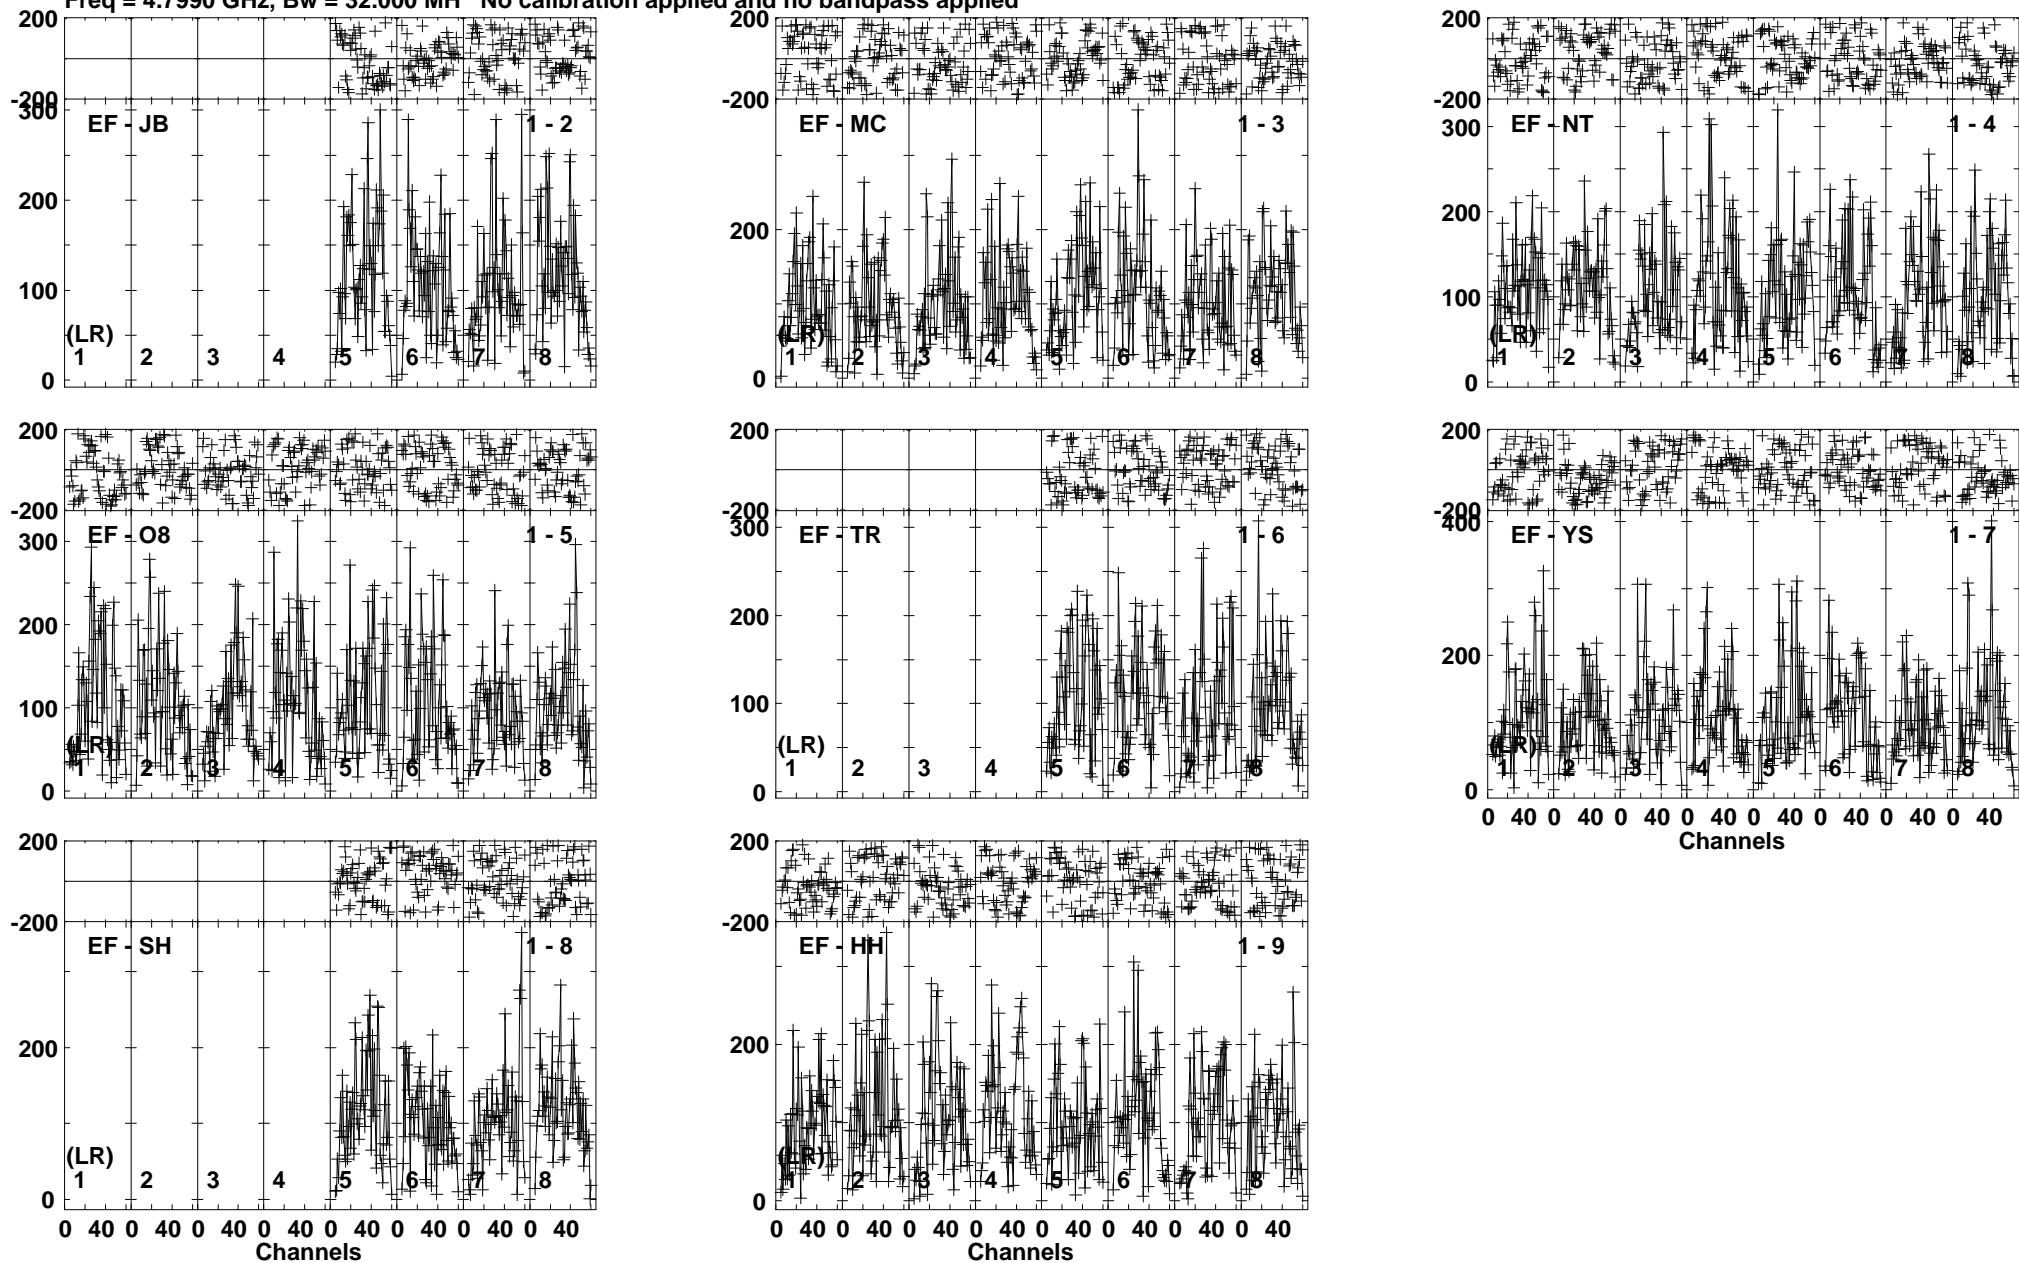 Freq = 4.7990 GHz, Bw = 32.000 MH No calibration applied and no bandpass applied
200
-200
300
200
100
0
EF - JB
1 - 2
(LR)
1 2 3 4 5 6 7 8
200
-200
200
0
EF - MC
1 - 3
(LR)
1 2 3 4 5 6 7 8
200
-200
300
200
100
0
EF - NT
1 - 4
(LR)
1 2 3 4 5 6 7 8
200
-200
300
200
100
0
EF - O8
1 - 5
(LR)
1 2 3 4 5 6 7 8
200
-200
300
200
100
0
EF - TR
1 - 6
(LR)
1 2 3 4 5 6 7 8
200
-200
400
200
0
EF - YS
1 - 7
(LR)
1 2 3 4 5 6 7 8
0 40 0 40 0 40 0 40 0 40 0 40 0 40 0 40
Channels
200
-200
200
0
EF - SH
1 - 8
(LR)
1 2 3 4 5 6 7 8
0 40 0 40 0 40 0 40 0 40 0 40 0 40 0 40
Channels
200
-200
200
0
EF - HH
1 - 9
(LR)
1 2 3 4 5 6 7 8
0 40 0 40 0 40 0 40 0 40 0 40 0 40 0 40
Channels